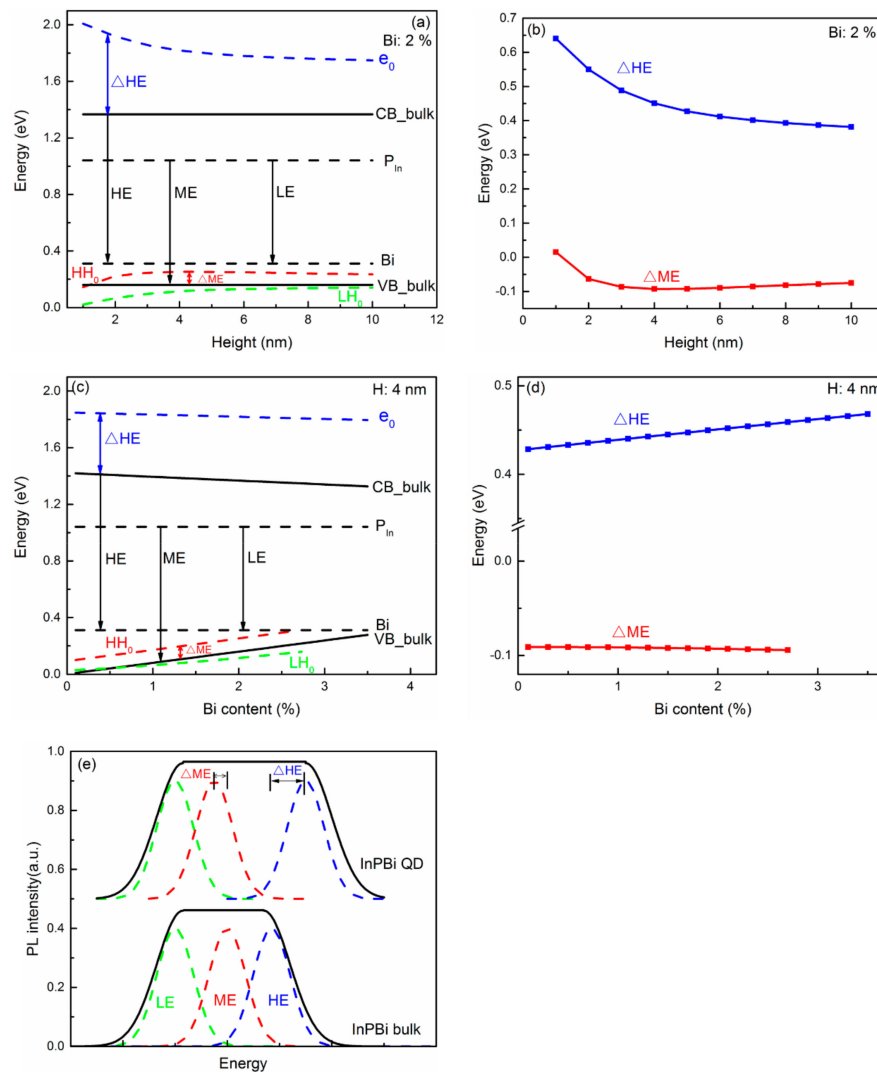 (a)
Bi: 2 %
2.0
1.6
1.2
0.8
0.4
0.0
Energy (eV)
e0
△HE
CB_bulk
PIn
HE
ME
LE
Bi
HH0
△ME
VB_bulk
LH0
2
4
6
8
10
12
Height (nm)
(b)
Bi: 2 %
0.7
0.6
0.5
0.4
0.3
0.0
-0.1
Energy (eV)
△HE
△ME
0
2
4
6
8
10
Height (nm)
(c)
H: 4 nm
2.0
1.6
1.2
0.8
0.4
0.0
Energy (eV)
e0
△HE
CB_bulk
PIn
HE
ME
LE
Bi
VB_bulk
HH0
△ME
LH0
0
1
2
3
4
Bi content (%)
(d)
H: 4 nm
0.5
0.4
0.0
-0.1
Energy (eV)
△HE
△ME
0
1
2
3
Bi content (%)
(e)
1.0
0.8
0.6
0.4
0.2
0.0
PL intensity(a.u.)
△ME
△HE
InPBi QD
LE
ME
HE
InPBi bulk
Energy